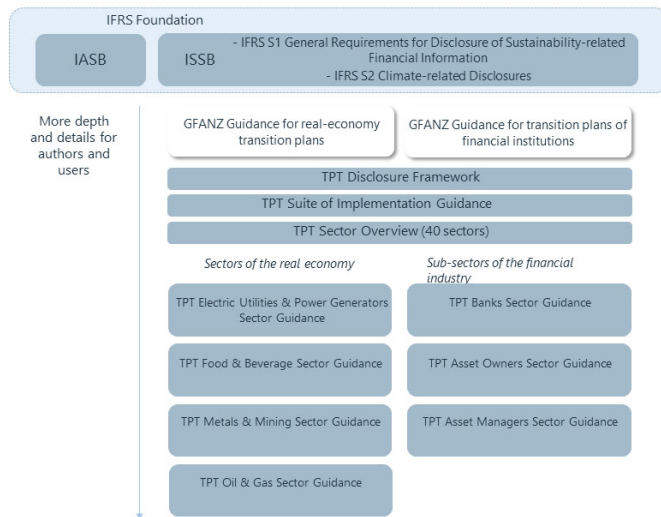 IFRS Foundation
IASB
ISSB
- IFRS S1 General Requirements for Disclosure of Sustainability-related
Financial Information
- IFRS S2 Climate-related Disclosures
More depth
and details for
authors and
users
GFANZ Guidance for real-economy
transition plans
GFANZ Guidance for transition plans of
financial institutions
TPT Disclosure Framework
TPT Suite of Implementation Guidance
TPT Sector Overview (40 sectors)
Sectors of the real economy
Sub-sectors of the financial
industry
TPT Electric Utilities & Power Generators
Sector Guidance
TPT Banks Sector Guidance
TPT Food & Beverage Sector Guidance
TPT Asset Owners Sector Guidance
TPT Metals & Mining Sector Guidance
TPT Asset Managers Sector Guidance
TPT Oil & Gas Sector Guidance